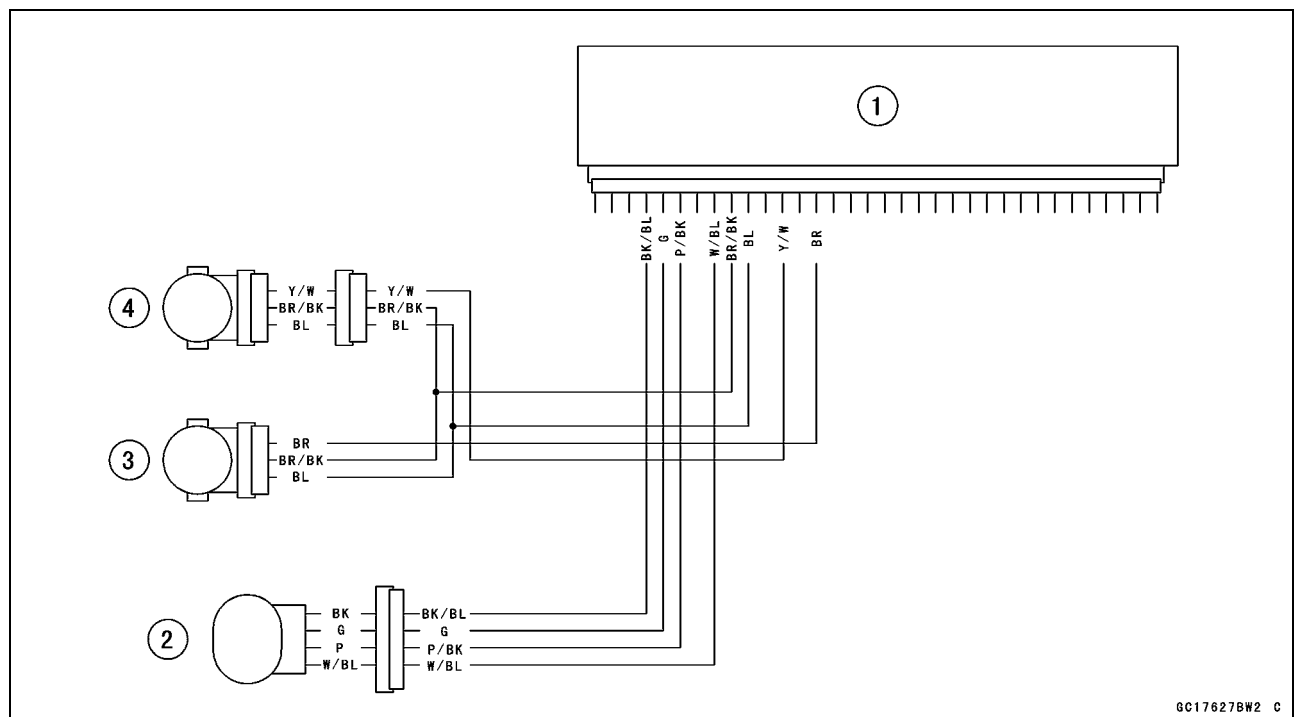 1
BK/BL
G
P/BK
W/BL
BR/BK
BL
Y/W
BR
4
Y/W Y/W
BR/BK BR/BK
BL BL
3
BR
BR/BK
BL
2
BK BK/BL
G G
P P/BK
W/BL W/BL
GC17627BW2 C